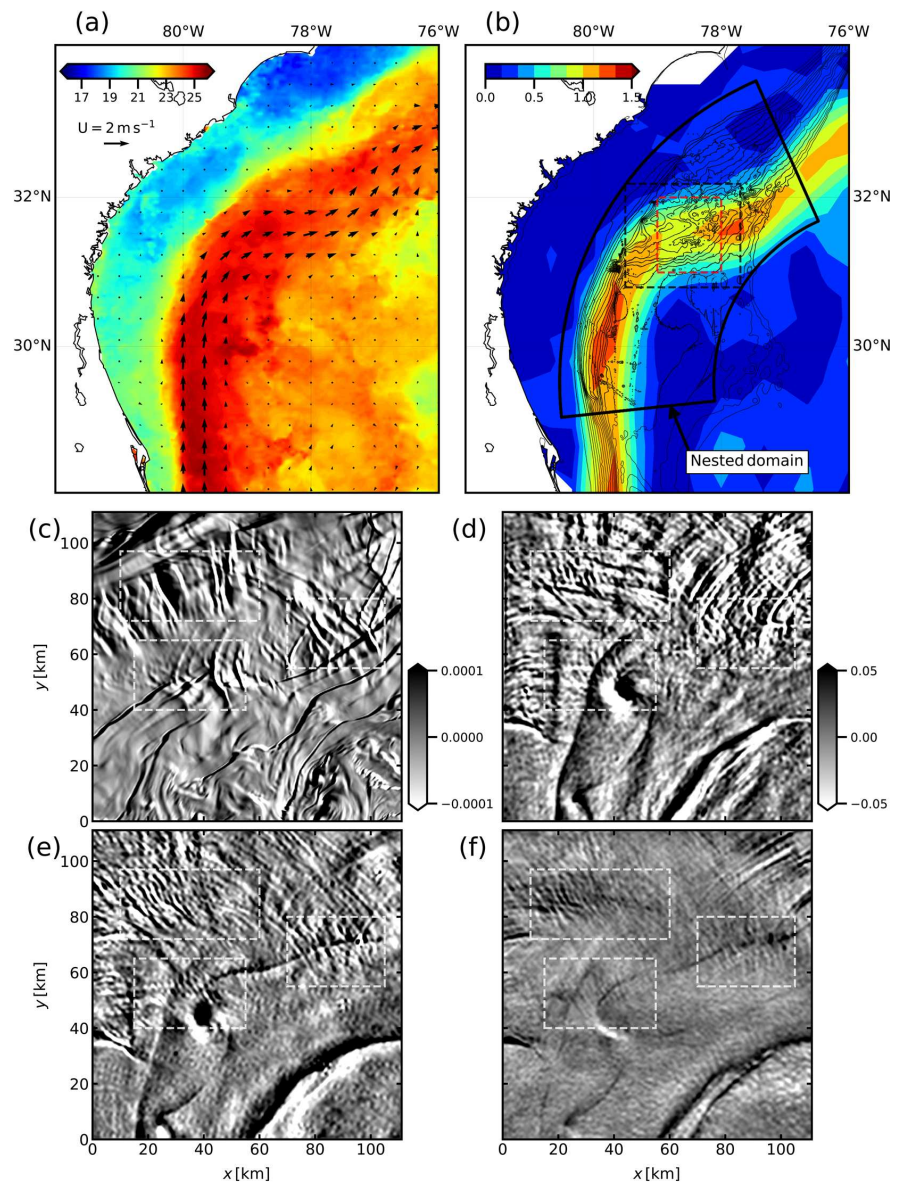 (a)
80°W 78°W 76°W
17 19 21 23 25
U = 2 m s⁻¹
32°N
30°N
(b)
80°W 78°W 76°W
0.0 0.5 1.0 1.5
32°N
30°N
Nested domain
(c)
100
80
60
40
20
0
y [km]
0.0001
0.0000
−0.0001
(d)
0.05
0.00
−0.05
(e)
100
80
60
40
20
0
y [km]
0 20 40 60 80 100
x [km]
(f)
0 20 40 60 80 100
x [km]